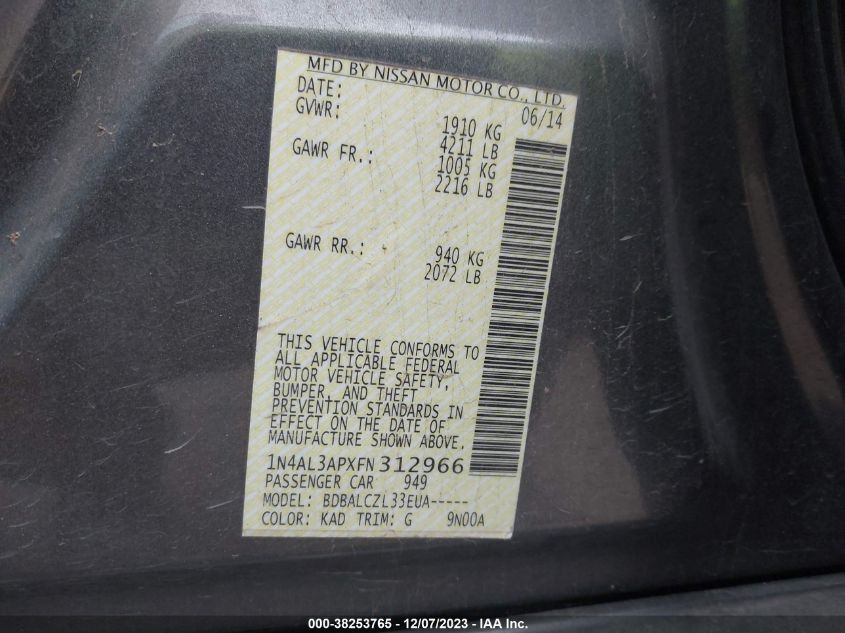 MFD BY NISSAN MOTOR CO., LTD.
DATE: 06/14
GVWR: 1910 KG
4211 LB
GAWR FR.: 1005 KG
2216 LB
GAWR RR.: 940 KG
2072 LB
THIS VEHICLE CONFORMS TO
ALL APPLICABLE FEDERAL
MOTOR VEHICLE SAFETY,
BUMPER, AND THEFT
PREVENTION STANDARDS IN
EFFECT ON THE DATE OF
MANUFACTURE SHOWN ABOVE.
1N4AL3APXFN312966
PASSENGER CAR 949
MODEL: BDBALCZL33EUA-----
COLOR: KAD TRIM: G 9N00A
000-38253765 - 12/07/2023 - IAA Inc.